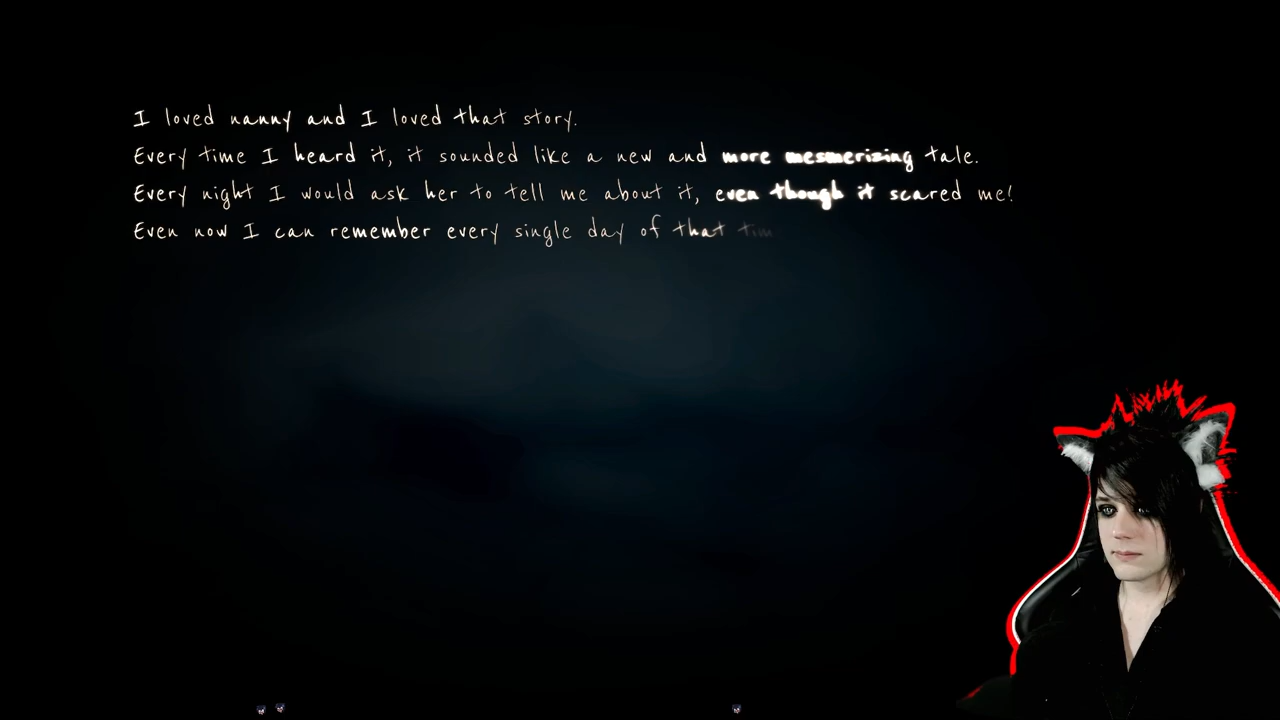 I loved nanny and I loved that story.
Every time I heard it, it sounded like a new and more mesmerizing tale.
Every night I would ask her to tell me about it, even though it scared me!
Even now I can remember every single day of that tim